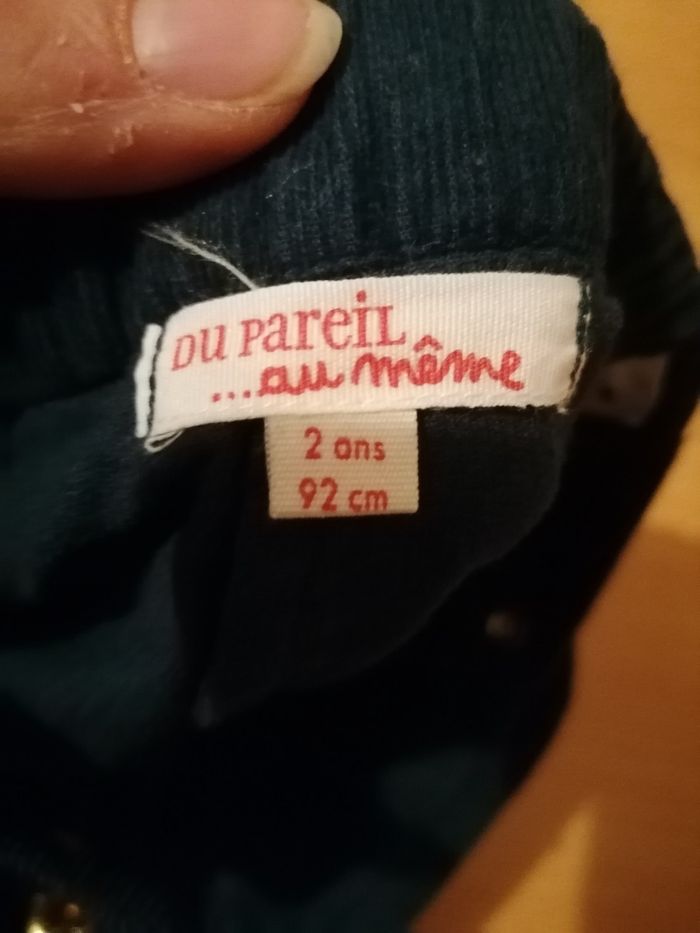 DU PAREIL
...au même
2 ans
92 cm